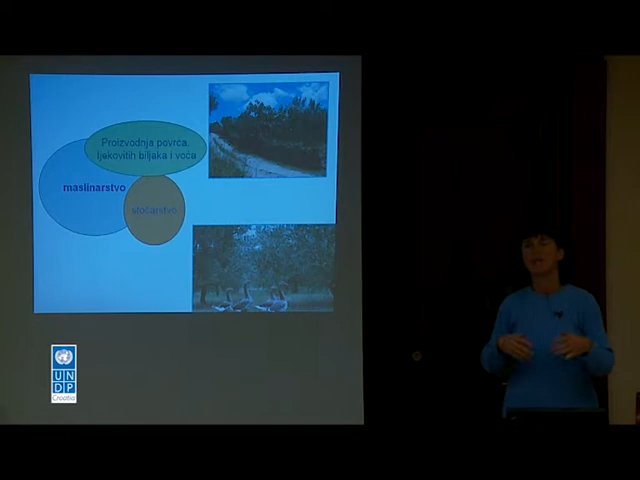 Proizvodnja povrća,
ljekovitih biljaka i voća
maslinarstvo
stočarstvo
UN
DP
Croatia